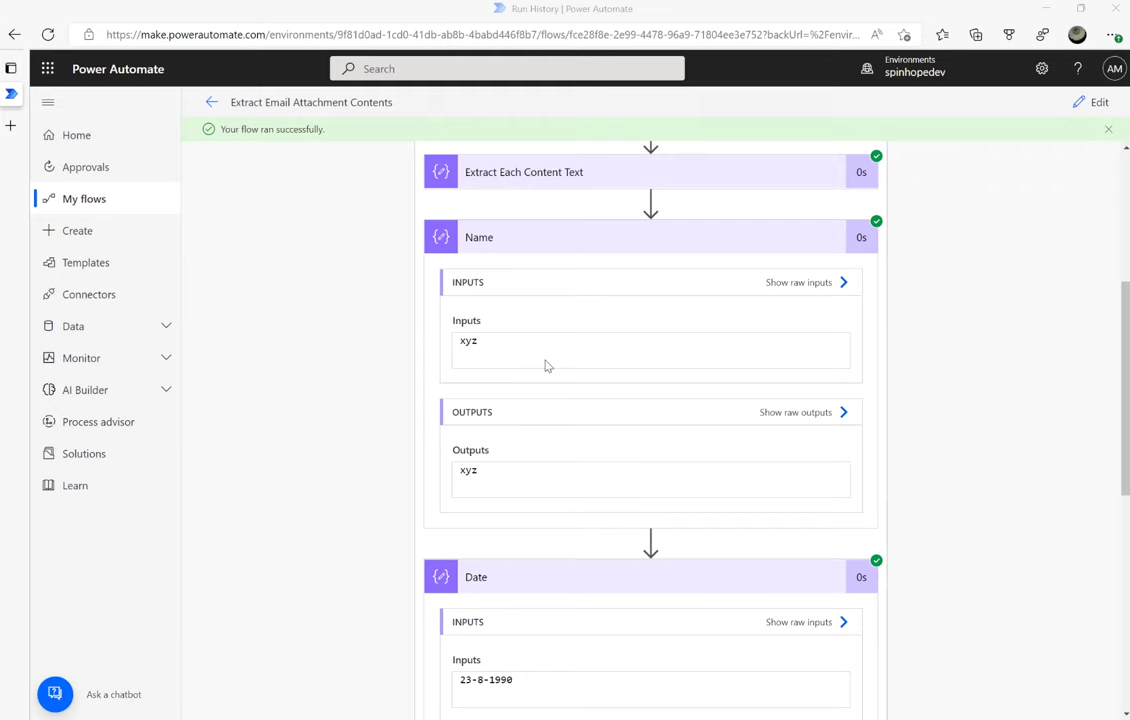 Run History | Power Automate
https://make.powerautomate.com/environments/9f81d0ad-1cd0-41db-ab8b-4babd446f8b7/flows/fce28f8e-2e99-4478-96a9-71804ee3e752?backUrl=%2Fenvir...
Power Automate
Search
Environments
spinhopedev
AM
Extract Email Attachment Contents
Edit
Your flow ran successfully.
Home
Approvals
My flows
Create
Templates
Connectors
Data
Monitor
AI Builder
Process advisor
Solutions
Learn
Ask a chatbot
Extract Each Content Text
0s
Name
0s
INPUTS
Show raw inputs
Inputs
xyz
OUTPUTS
Show raw outputs
Outputs
xyz
Date
0s
INPUTS
Show raw inputs
Inputs
23-8-1990